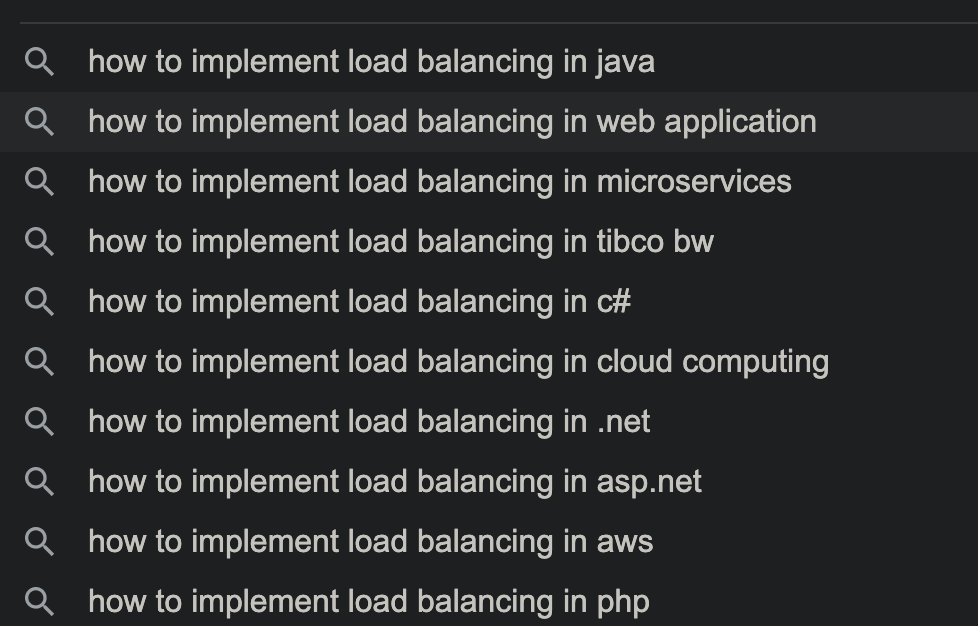 how to implement load balancing in java
how to implement load balancing in web application
how to implement load balancing in microservices
how to implement load balancing in tibco bw
how to implement load balancing in c#
how to implement load balancing in cloud computing
how to implement load balancing in .net
how to implement load balancing in asp.net
how to implement load balancing in aws
how to implement load balancing in php